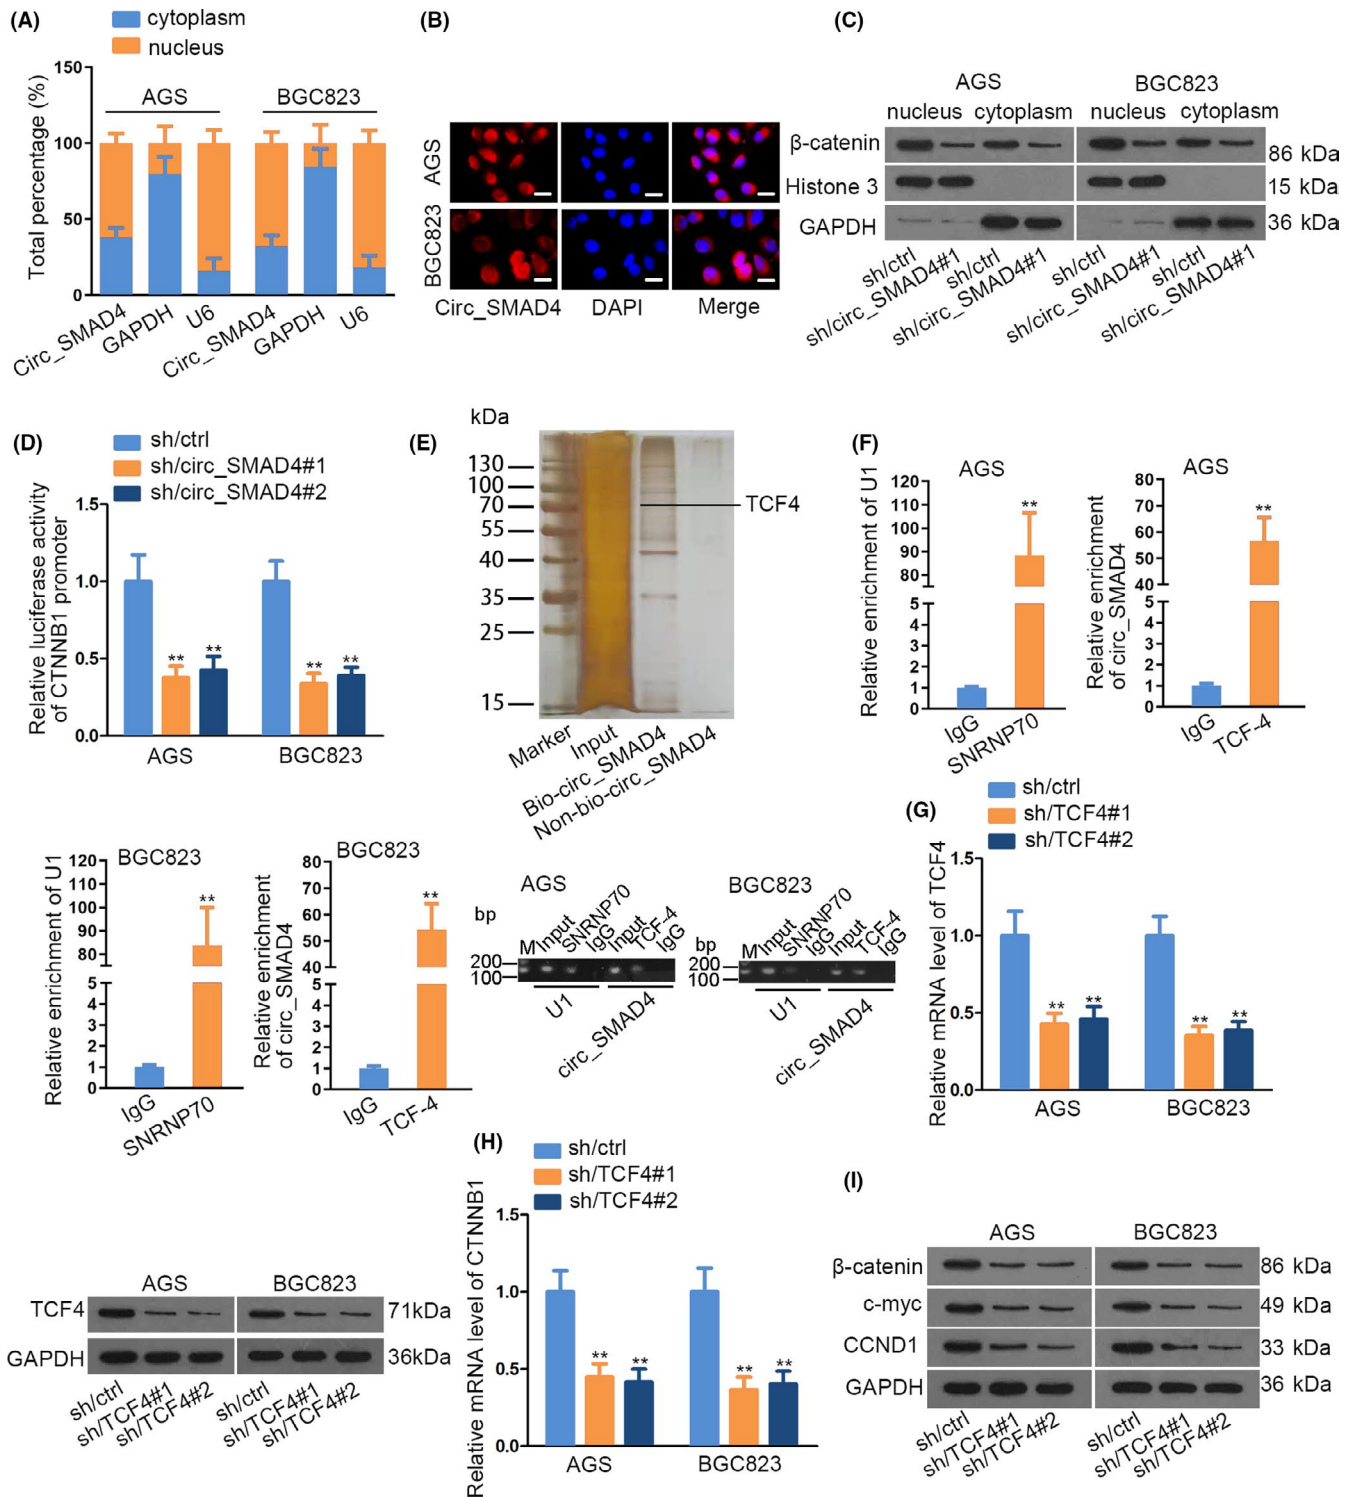 (A)
cytoplasm
nucleus
Total percentage (%)
150
100
50
0
AGS
BGC823
Circ_SMAD4
GAPDH
U6
Circ_SMAD4
GAPDH
U6
(B)
AGS
BGC823
Circ_SMAD4 DAPI Merge
(C)
AGS BGC823
nucleus cytoplasm nucleus cytoplasm
β-catenin 86 kDa
Histone 3 15 kDa
GAPDH 36 kDa
sh/ctrl
sh/circ_SMAD4#1
sh/ctrl
sh/circ_SMAD4#1
sh/ctrl
sh/circ_SMAD4#1
sh/ctrl
sh/circ_SMAD4#1
(D)
sh/ctrl
sh/circ_SMAD4#1
sh/circ_SMAD4#2
Relative luciferase activity
of CTNNB1 promoter
1.5
1.0
0.5
0.0
** ** ** **
AGS BGC823
(E)
kDa
130
100
70
55
40
35
25
15
TCF4
Marker
Input
Bio-circ_SMAD4
Non-bio-circ_SMAD4
(F)
AGS
Relative enrichment of U1
120
110
100
90
80
5
4
3
2
1
0
**
IgG
SNRNP70
AGS
Relative enrichment
of circ_SMAD4
80
70
60
50
40
5
4
3
2
1
0
**
IgG
TCF-4
BGC823
Relative enrichment of U1
120
110
100
90
80
5
4
3
2
1
0
**
IgG
SNRNP70
BGC823
Relative enrichment
of circ_SMAD4
80
70
60
50
40
5
4
3
2
1
0
**
IgG
TCF-4
AGS
bp
M Input SNRNP70 IgG Input TCF-4 IgG
200
100
U1
circ_SMAD4
BGC823
bp
M Input SNRNP70 IgG Input TCF-4 IgG
200
100
U1
circ_SMAD4
(G)
sh/ctrl
sh/TCF4#1
sh/TCF4#2
Relative mRNA level of TCF4
1.5
1.0
0.5
0.0
** ** ** **
AGS BGC823
AGS BGC823
TCF4 71kDa
GAPDH 36kDa
sh/ctrl
sh/TCF4#1
sh/TCF4#2
sh/ctrl
sh/TCF4#1
sh/TCF4#2
(H)
sh/ctrl
sh/TCF4#1
sh/TCF4#2
Relative mRNA level of CTNNB1
1.5
1.0
0.5
0.0
** ** ** **
AGS BGC823
(I)
AGS BGC823
β-catenin 86 kDa
c-myc 49 kDa
CCND1 33 kDa
GAPDH 36 kDa
sh/ctrl
sh/TCF4#1
sh/TCF4#2
sh/ctrl
sh/TCF4#1
sh/TCF4#2